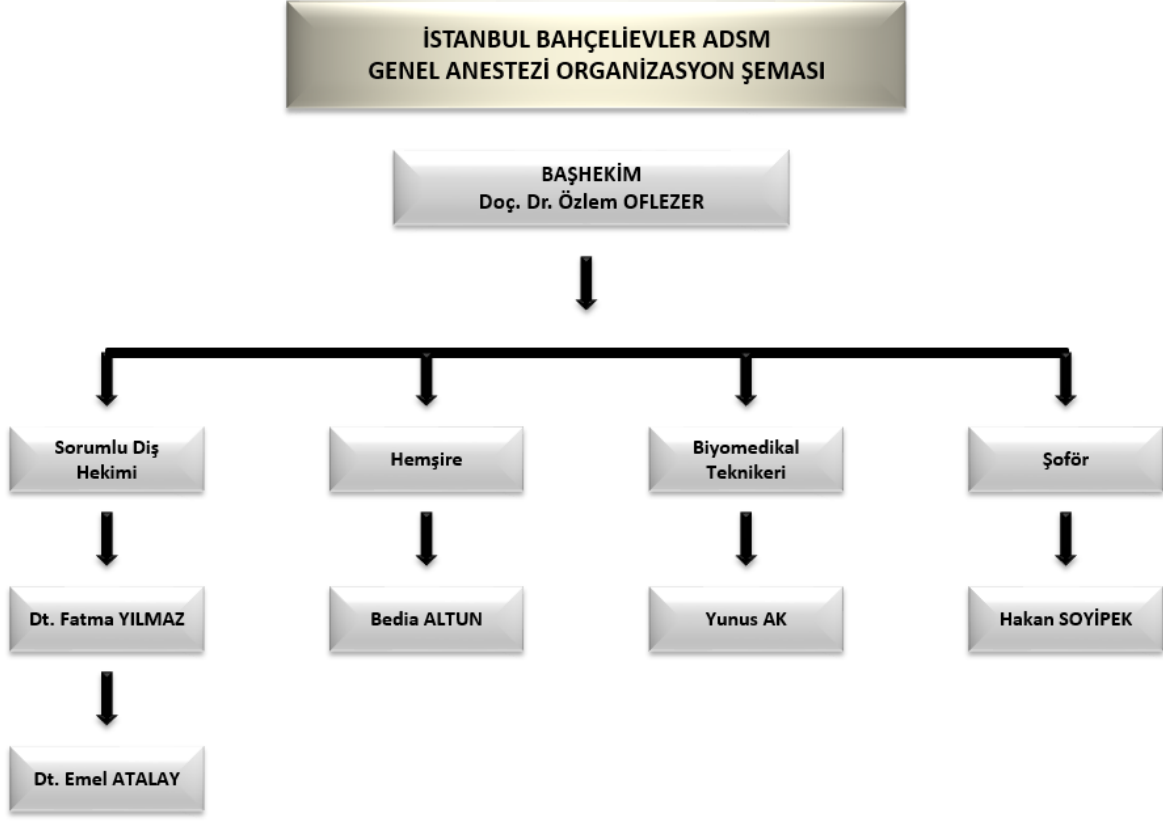 İSTANBUL BAHÇELİEVLER ADSM
GENEL ANESTEZİ ORGANİZASYON ŞEMASI
BAŞHEKİM
Doç. Dr. Özlem OFLEZER
Sorumlu Diş
Hekimi
Hemşire
Biyomedikal
Teknikeri
Şoför
Dt. Fatma YILMAZ
Bedia ALTUN
Yunus AK
Hakan SOYİPEK
Dt. Emel ATALAY